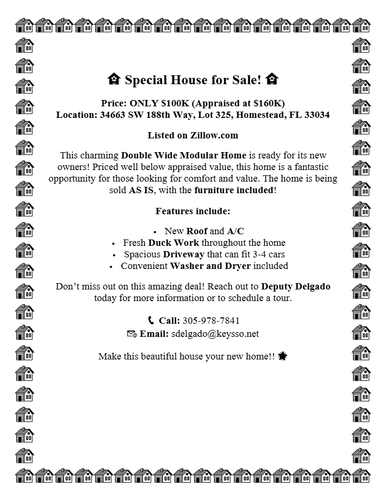 Special House for Sale!
Price: ONLY $100K (Appraised at $160K)
Location: 34663 SW 188th Way, Lot 325, Homestead, FL 33034
Listed on Zillow.com
This charming Double Wide Modular Home is ready for its new
owners! Priced well below appraised value, this home is a fantastic
opportunity for those looking for comfort and value. The home is being
sold AS IS, with the furniture included!
Features include:
• New Roof and A/C
• Fresh Duck Work throughout the home
• Spacious Driveway that can fit 3-4 cars
• Convenient Washer and Dryer included
Don’t miss out on this amazing deal! Reach out to Deputy Delgado
today for more information or to schedule a tour.
Call: 305-978-7841
Email: sdelgado@keysso.net
Make this beautiful house your new home!!